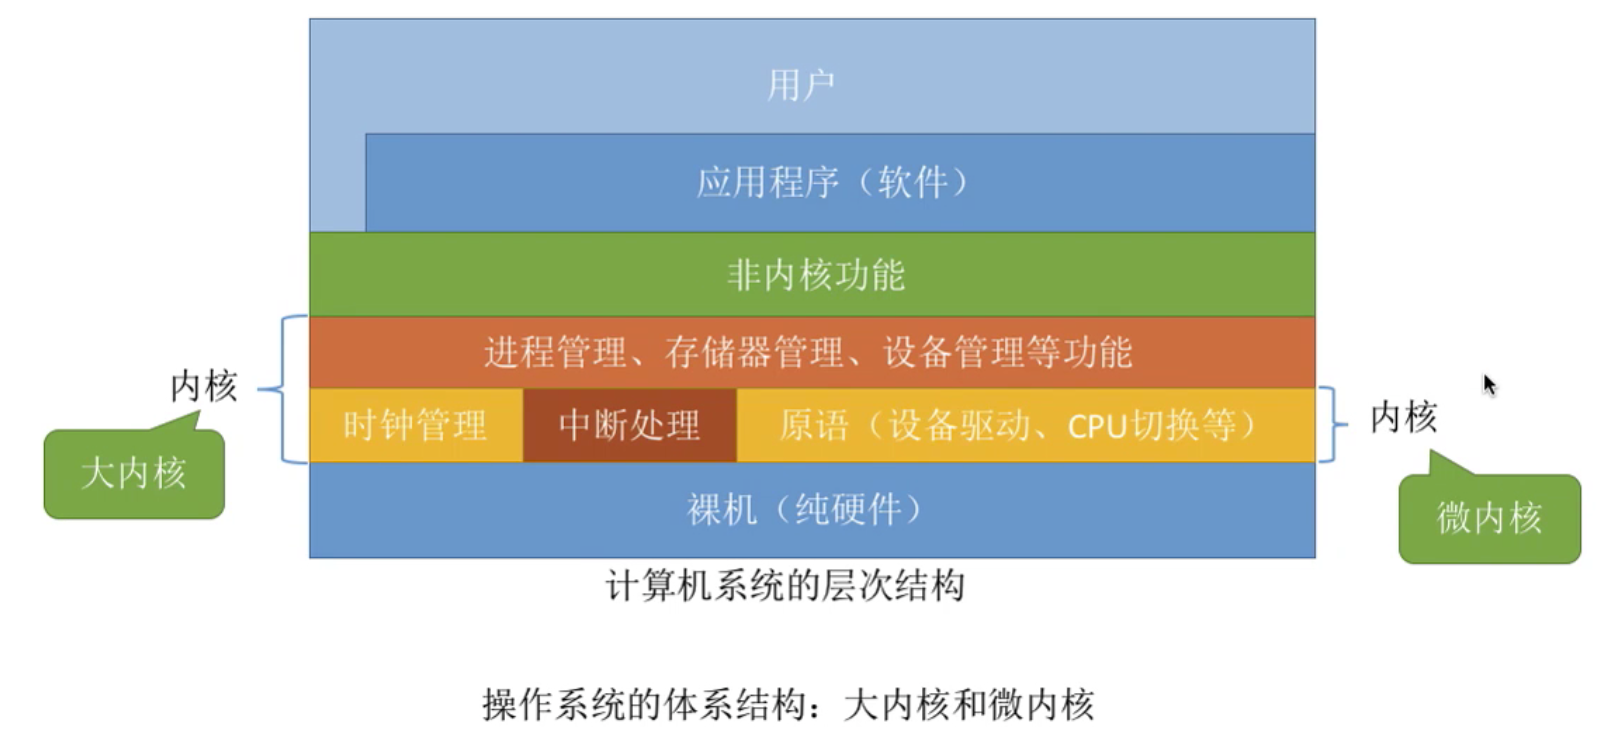 用户
应用程序（软件）
非内核功能
进程管理、存储器管理、设备管理等功能
内核
大内核
时钟管理
中断处理
原语（设备驱动、CPU切换等）
内核
微内核
裸机（纯硬件）
计算机系统的层次结构
操作系统的体系结构：大内核和微内核